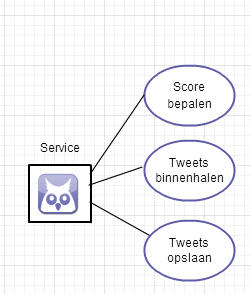 Score
bepalen
Service
Tweets
binnenhalen
Tweets
opslaan